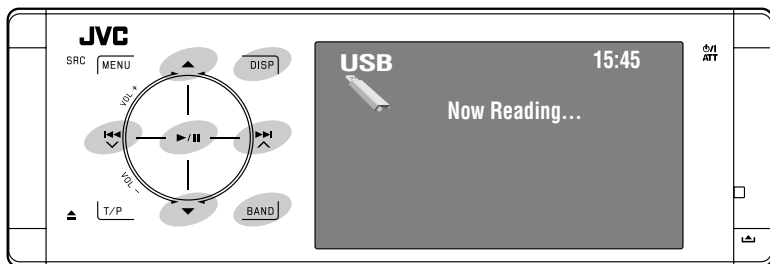 JVC
SRC
MENU
DISP
VOL +
VOL –
T/P
BAND
USB
15:45
Now Reading...
/I
ATT